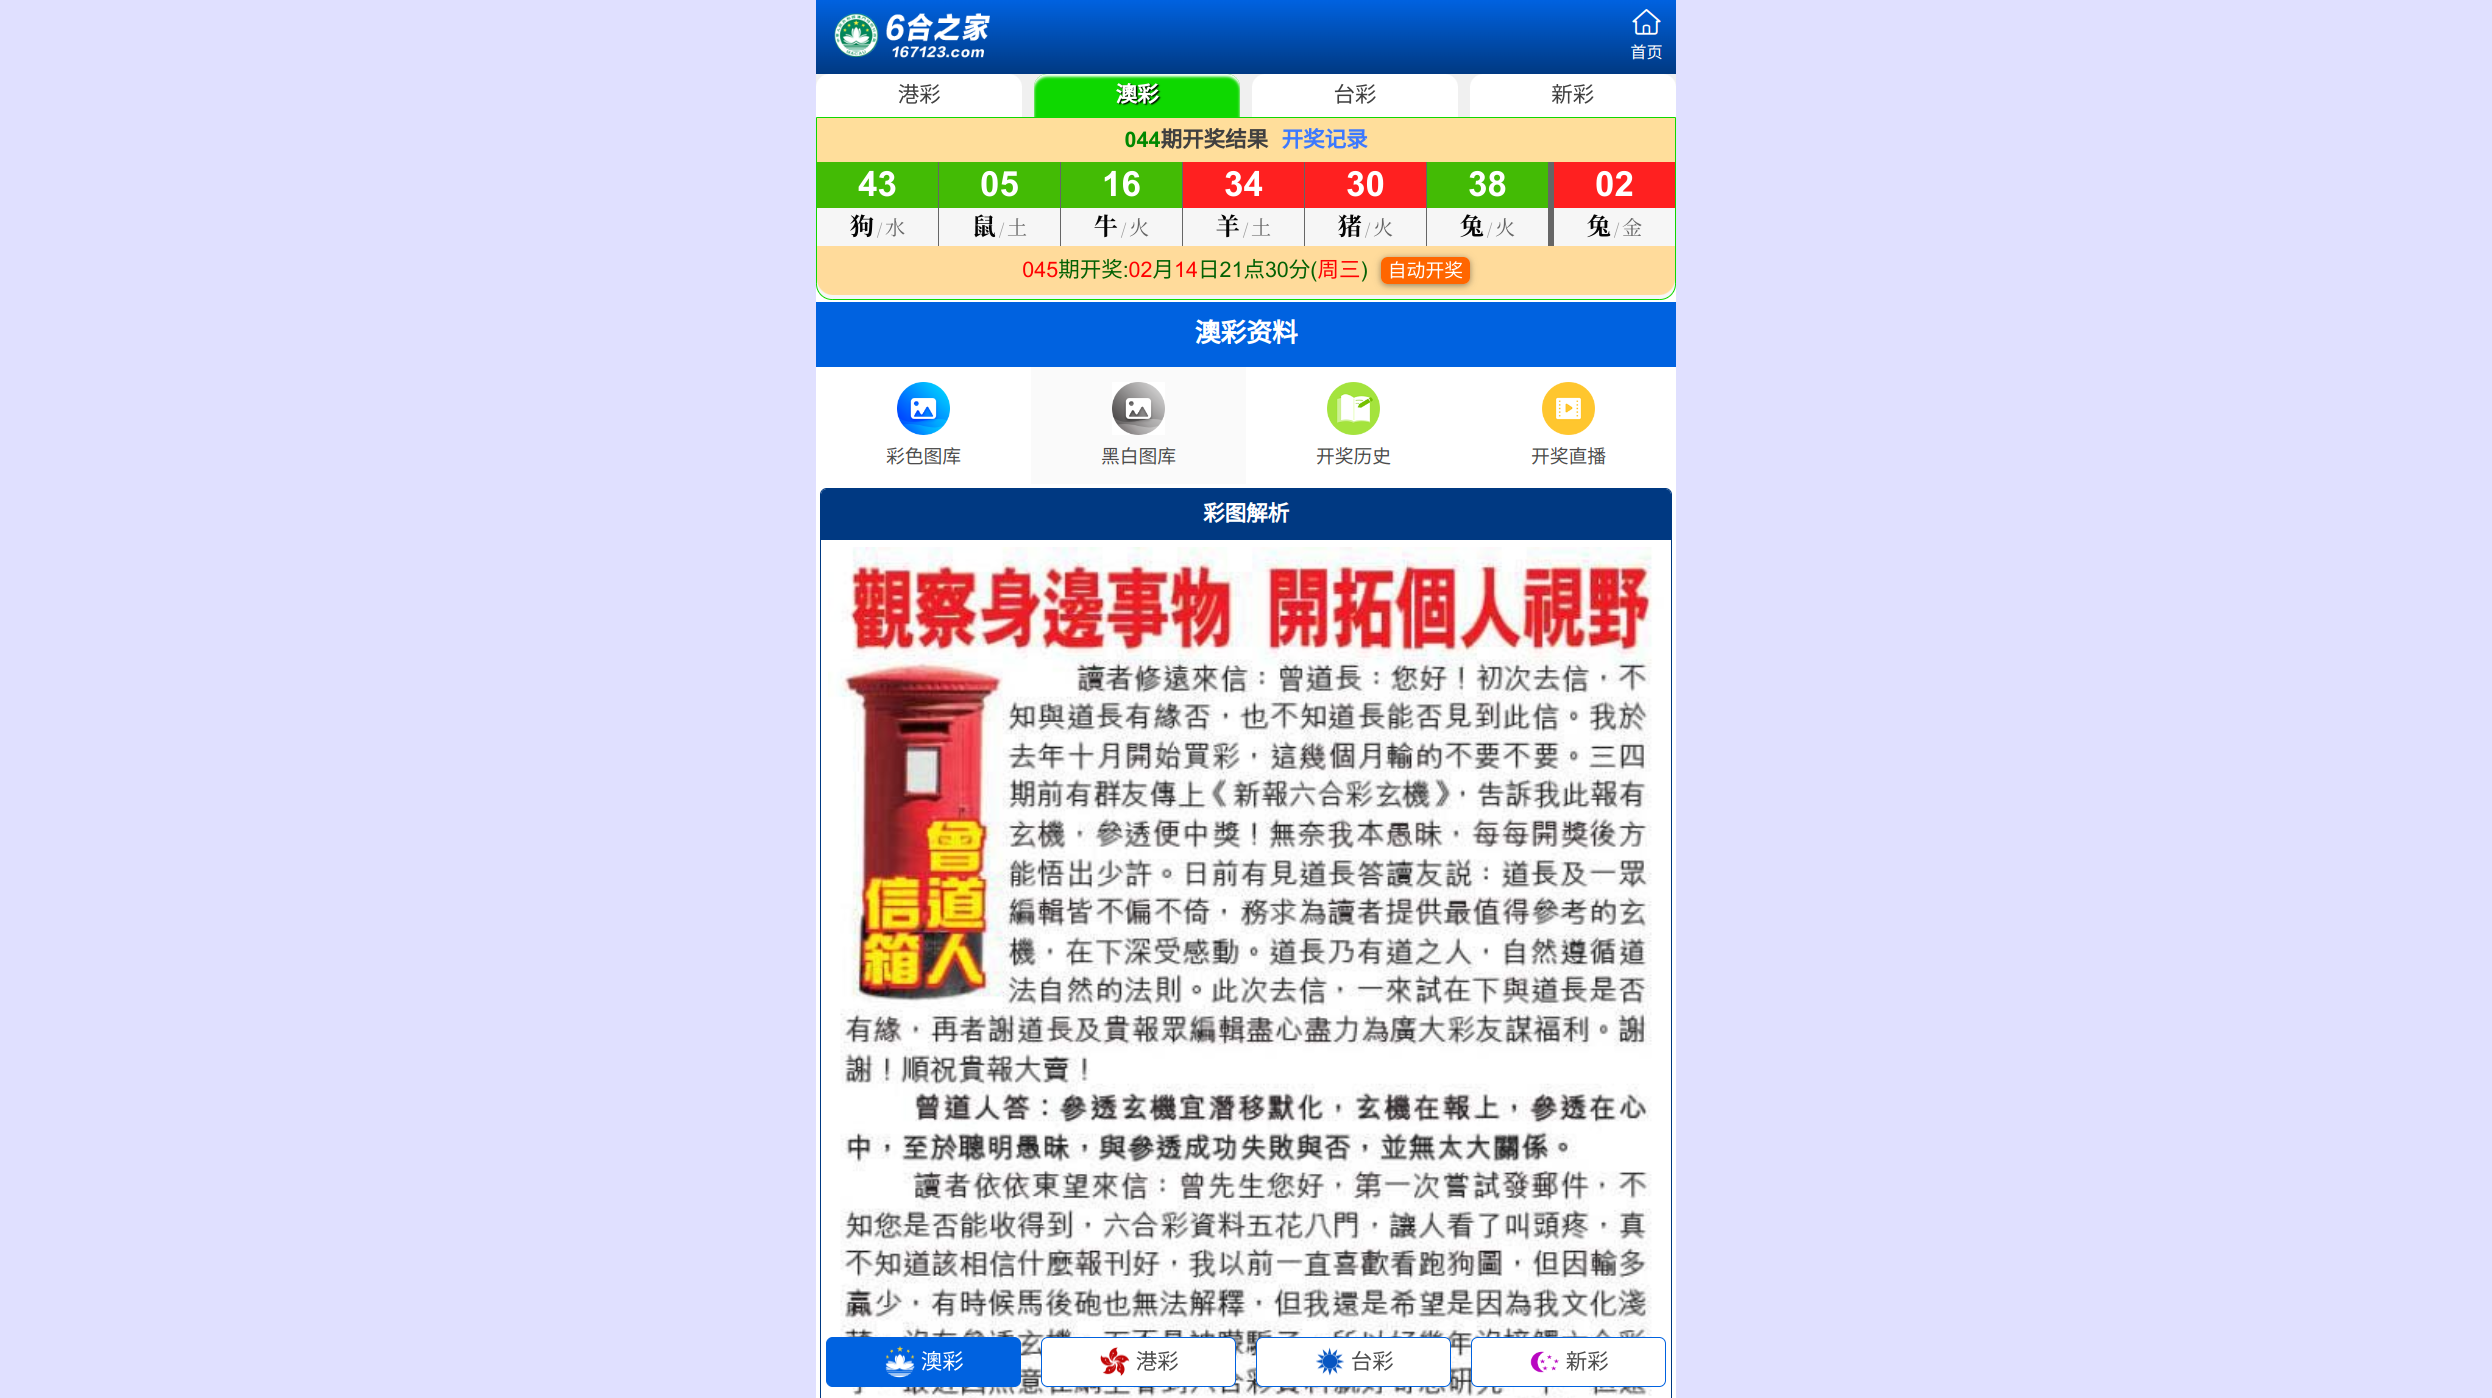 6合之家
167123.com
首页
港彩
澳彩
台彩
新彩
044期开奖结果 开奖记录
43 05 16 34 30 38 02
狗/水 鼠/土 牛/火 羊/土 猪/火 兔/火 兔/金
045期开奖:02月14日21点30分(周三) 自动开奖
澳彩资料
彩色图库
黑白图库
开奖历史
开奖直播
彩图解析
觀察身邊事物 開拓個人視野
曾道人信箱
讀者修遠來信：曾道長：您好！初次去信，不
知與道長有緣否，也不知道長能否見到此信。我於
去年十月開始買彩，這幾個月輸的不要不要。三四
期前有群友傳上《新報六合彩玄機》，告訴我此報有
玄機，參透便中獎！無奈我本愚昧，每每開獎後方
能悟出少許。日前有見道長答讀友説：道長及一眾
編輯皆不偏不倚，務求為讀者提供最值得參考的玄
機，在下深受感動。道長乃有道之人，自然遵循道
法自然的法則。此次去信，一來試在下與道長是否
有緣，再者謝道長及貴報眾編輯盡心盡力為廣大彩友謀福利。謝
謝！順祝貴報大賣！
曾道人答：參透玄機宜潛移默化，玄機在報上，參透在心
中，至於聰明愚昧，與參透成功失敗與否，並無太大關係。
讀者依依東望來信：曾先生您好，第一次嘗試發郵件，不
知您是否能收得到，六合彩資料五花八門，讓人看了叫頭疼，真
不知道該相信什麼報刊好，我以前一直喜歡看跑狗圖，但因輸多
贏少，有時候馬後砲也無法解釋，但我還是希望是因為我文化淺
澳彩
港彩
台彩
新彩